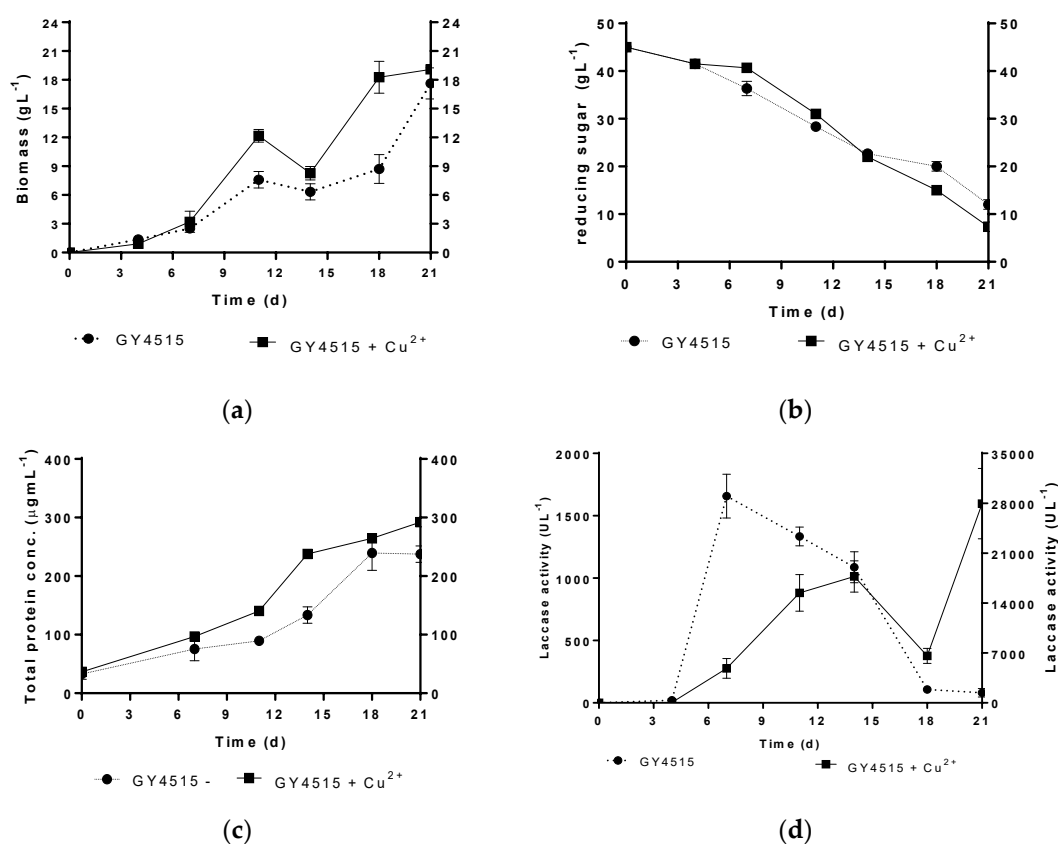 Biomass (gL⁻¹)
24
21
18
15
12
9
6
3
0
24
21
18
15
12
9
6
3
0
0 3 6 9 12 15 18 21
Time (d)
GY4515 GY4515 + Cu²⁺
(a)
reducing sugar (gL⁻¹)
50
40
30
20
10
0
50
40
30
20
10
0
0 3 6 9 12 15 18 21
Time (d)
GY4515 GY4515 + Cu²⁺
(b)
Total protein conc. (µgmL⁻¹)
400
300
200
100
0
400
300
200
100
0
0 3 6 9 12 15 18 21
Time (d)
GY4515 - GY4515 + Cu²⁺
(c)
Laccase activity (UL⁻¹)
2000
1500
1000
500
0
35000
28000
21000
14000
7000
0
Laccase activity (UL⁻¹)
0 3 6 9 12 15 18 21
Time (d)
GY4515 GY4515 + Cu²⁺
(d)